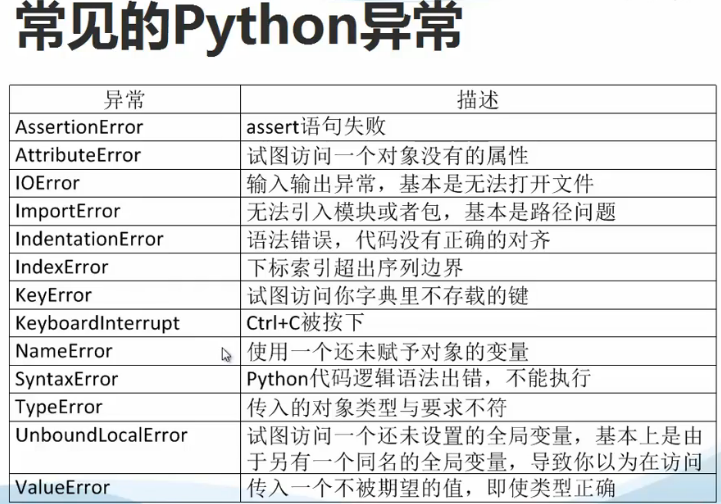 常见的Python异常
异常 描述
AssertionError assert语句失败
AttributeError 试图访问一个对象没有的属性
IOError 输入输出异常，基本是无法打开文件
ImportError 无法引入模块或者包，基本是路径问题
IndentationError 语法错误，代码没有正确的对齐
IndexError 下标索引超出序列边界
KeyError 试图访问你字典里不存载的键
KeyboardInterrupt Ctrl+C被按下
NameError 使用一个还未赋予对象的变量
SyntaxError Python代码逻辑语法出错，不能执行
TypeError 传入的对象类型与要求不符
UnboundLocalError 试图访问一个还未设置的全局变量，基本上是由
于另有一个同名的全局变量，导致你以为在访问
ValueError 传入一个不被期望的值，即使类型正确